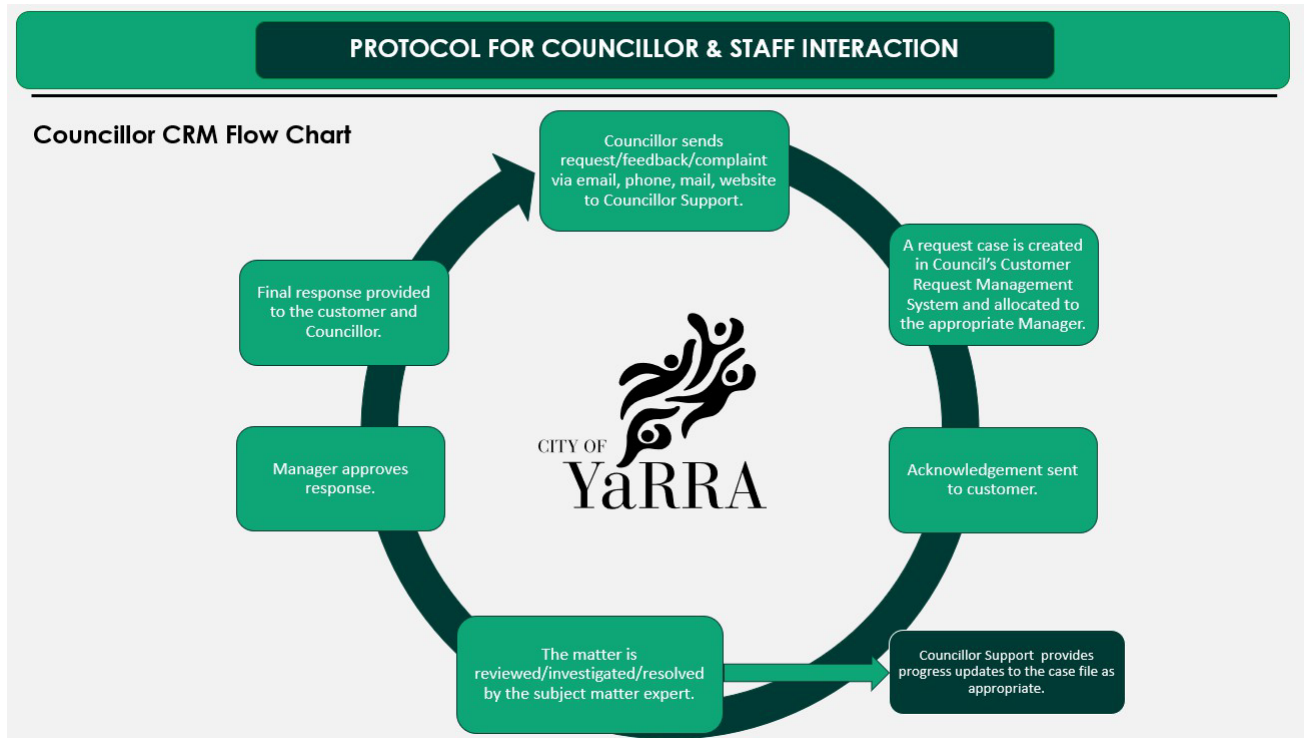 PROTOCOL FOR COUNCILLOR & STAFF INTERACTION
Councillor CRM Flow Chart
Councillor sends
request/feedback/complaint
via email, phone, mail, website
to Councillor Support.
A request case is created
in Council’s Customer
Request Management
System and allocated to
the appropriate Manager.
Acknowledgement sent
to customer.
The matter is
reviewed/investigated/resolved
by the subject matter expert.
Councillor Support provides
progress updates to the case file as
appropriate.
Manager approves
response.
Final response provided
to the customer and
Councillor.
CITY OF
YaRRA